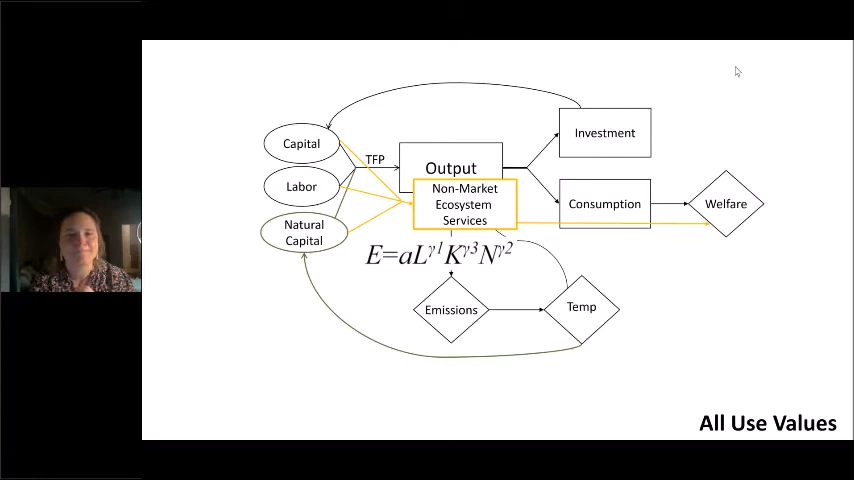 Capital
Labor
Natural
Capital
TFP
Output
Non-Market
Ecosystem
Services
E=aL^γ1K^γ3N^γ2
Investment
Consumption
Welfare
Emissions
Temp
All Use Values